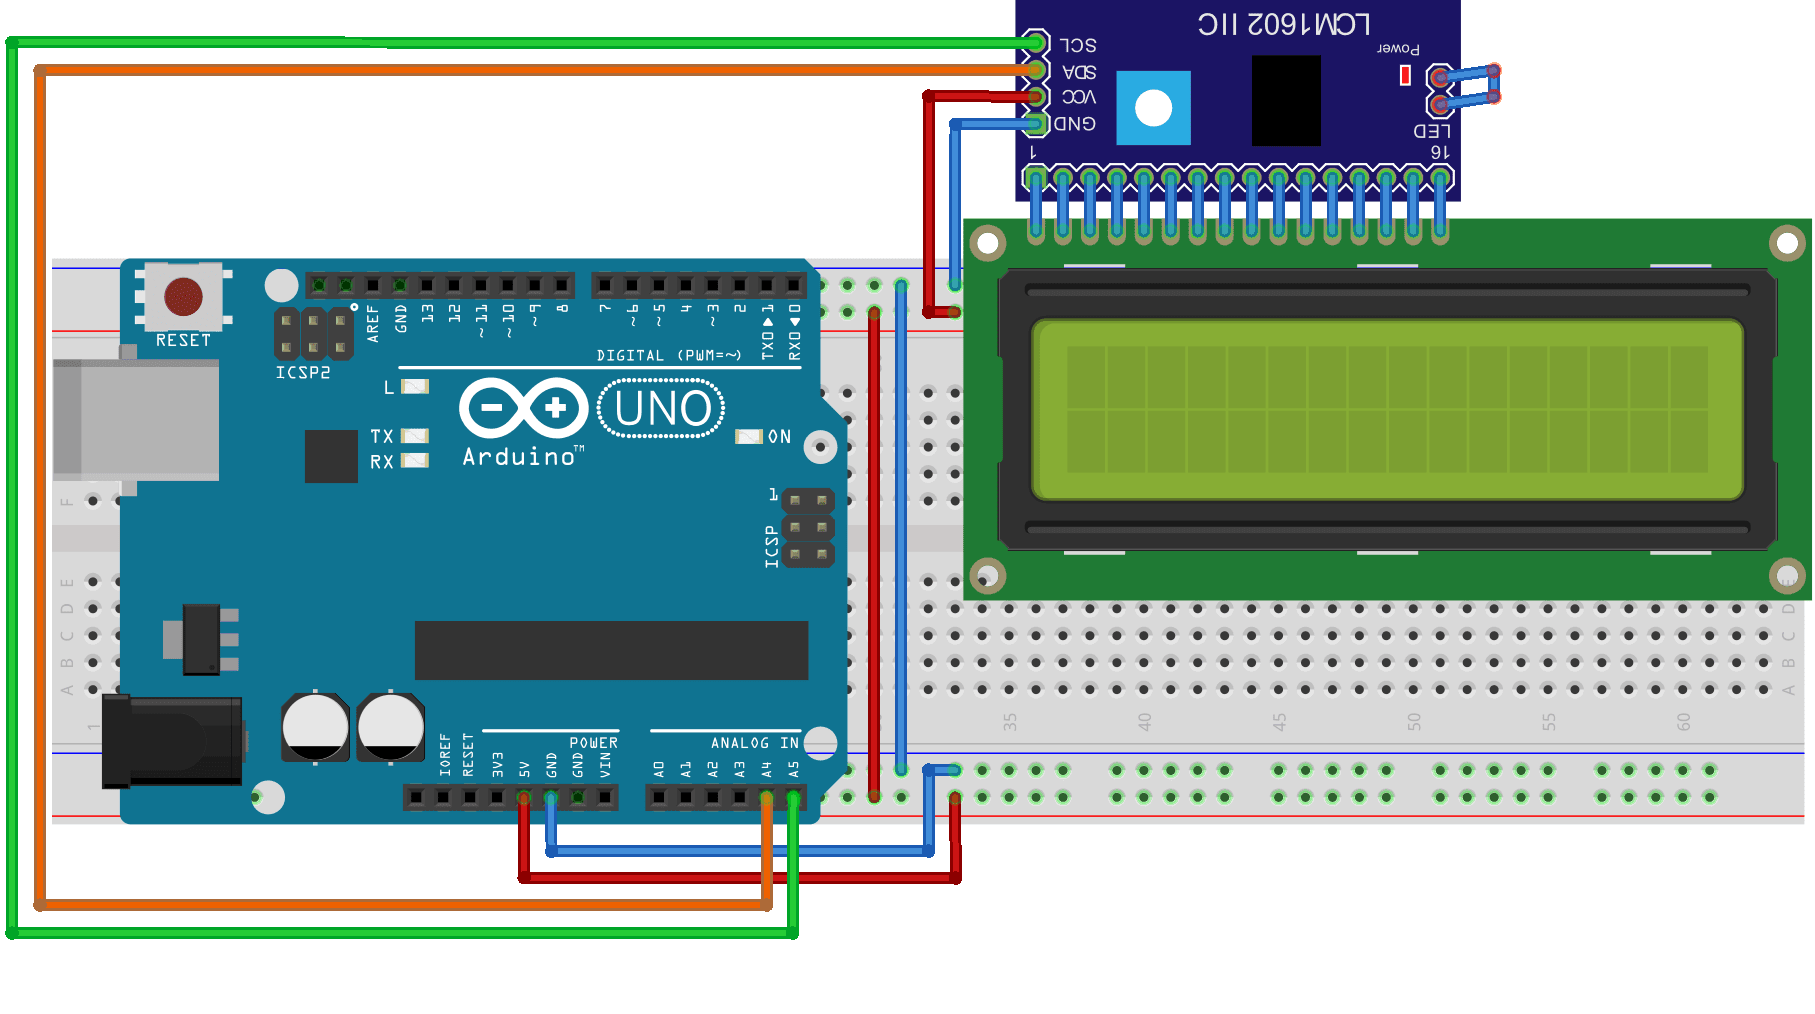 LCM1602 IIC
SCL
SDA
VCC
GND
Power
LED
1
16
RESET
ICSP2
AREF
GND
13
12
~11
~10
~9
8
7
~6
~5
4
~3
2
TX0▶1
RX0◀0
DIGITAL (PWM=~)
L
TX
RX
UNO
Arduino™
ON
1
ICSP
F
E
D
C
B
A
1
E
D
C
B
A
35
40
45
50
55
60
POWER
ANALOG IN
IOREF
RESET
3V3
5V
GND
GND
VIN
A0
A1
A2
A3
A4
A5